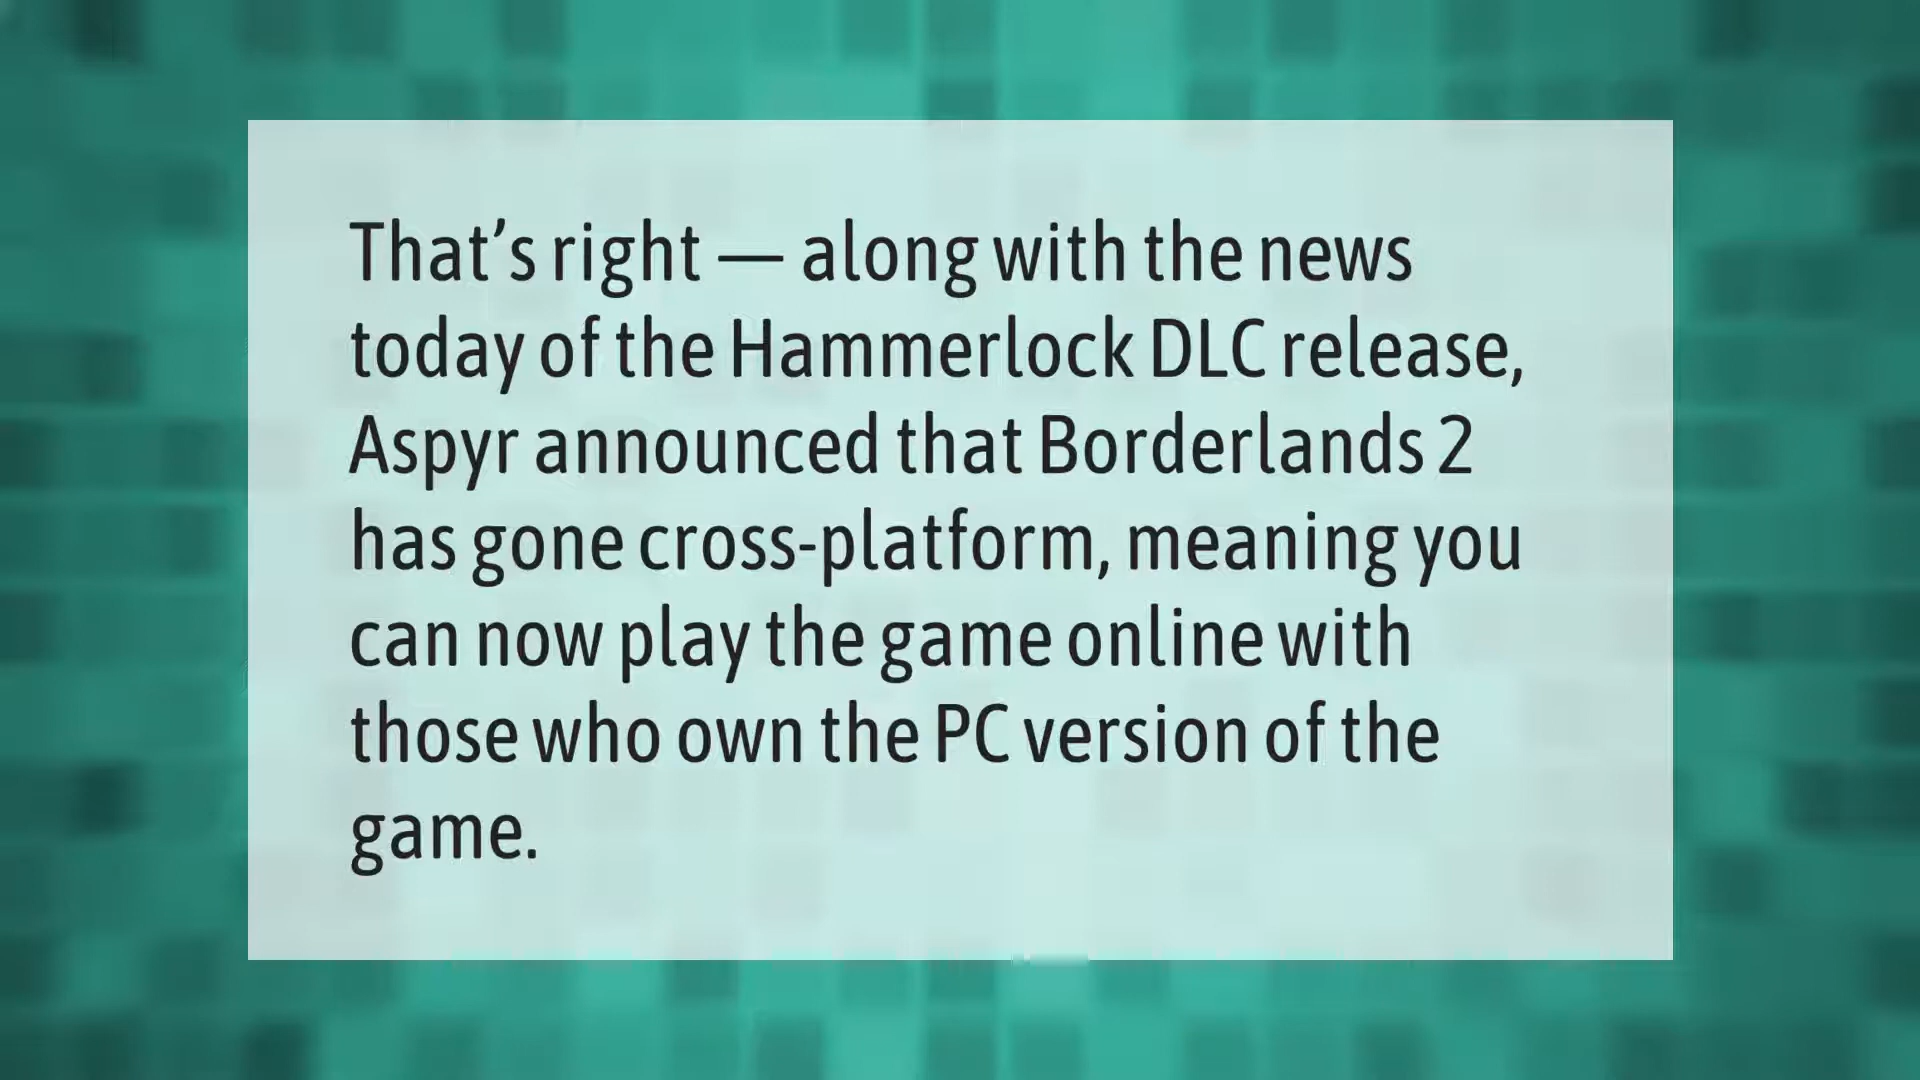 That’s right — along with the news
today of the Hammerlock DLC release,
Aspyr announced that Borderlands 2
has gone cross-platform, meaning you
can now play the game online with
those who own the PC version of the
game.